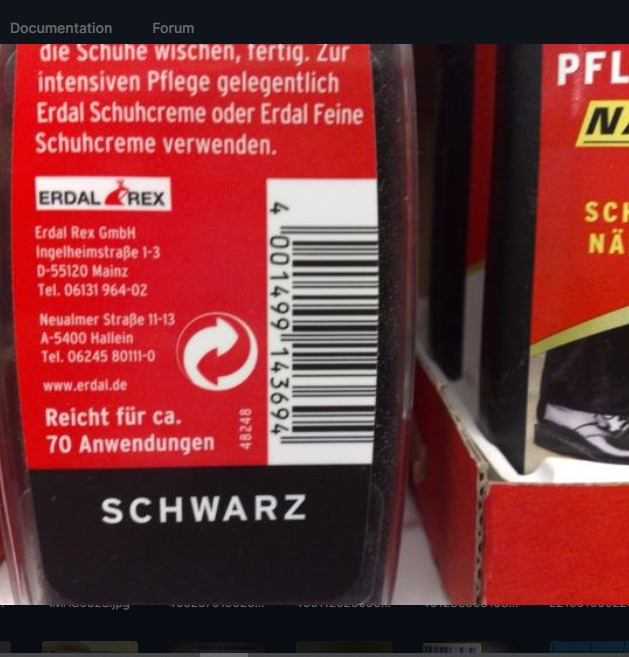 Documentation
Forum
die Schuhe wischen, fertig. Zur
intensiven Pflege gelegentlich
Erdal Schuhcreme oder Erdal Feine
Schuhcreme verwenden.
ERDAL REX
Erdal Rex GmbH
Ingelheimstraße 1-3
D-55120 Mainz
Tel. 06131 964-02
Neualmer Straße 11-13
A-5400 Hallein
Tel. 06245 80111-0
www.erdal.de
Reicht für ca.
70 Anwendungen
48248
4 001499 143694
SCHWARZ
PFL
SCH
NÄ